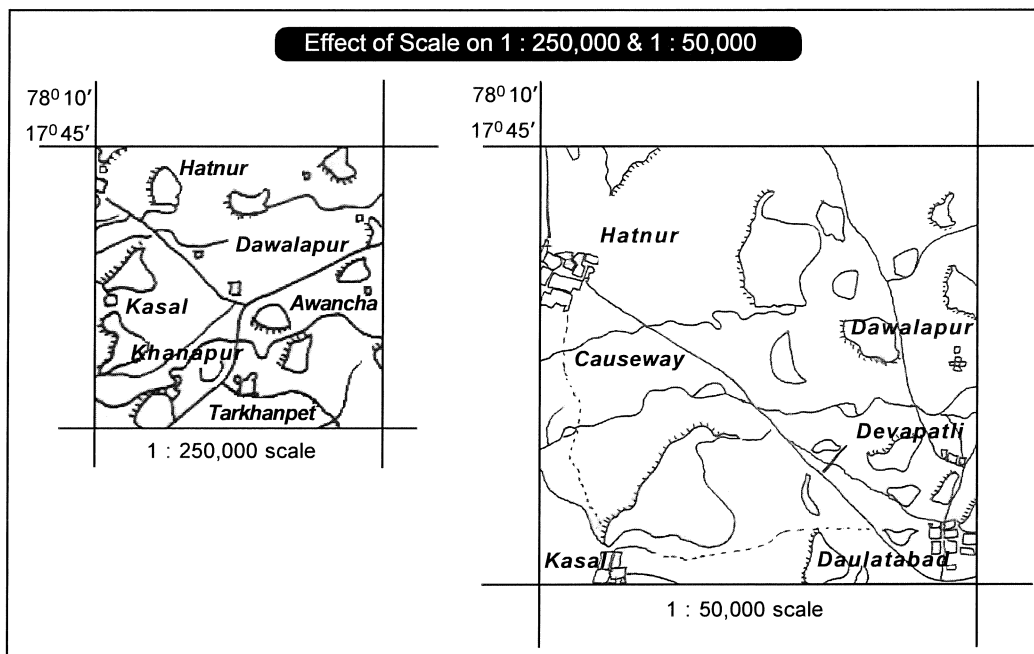 Effect of Scale on 1 : 250,000 & 1 : 50,000
78⁰ 10′
17⁰ 45′
Hatnur
Dawalapur
Kasal
Awancha
Khanapur
Tarkhanpet
1 : 250,000 scale
78⁰ 10′
17⁰ 45′
Hatnur
Dawalapur
Causeway
Devapatli
Kasal
Daulatabad
1 : 50,000 scale